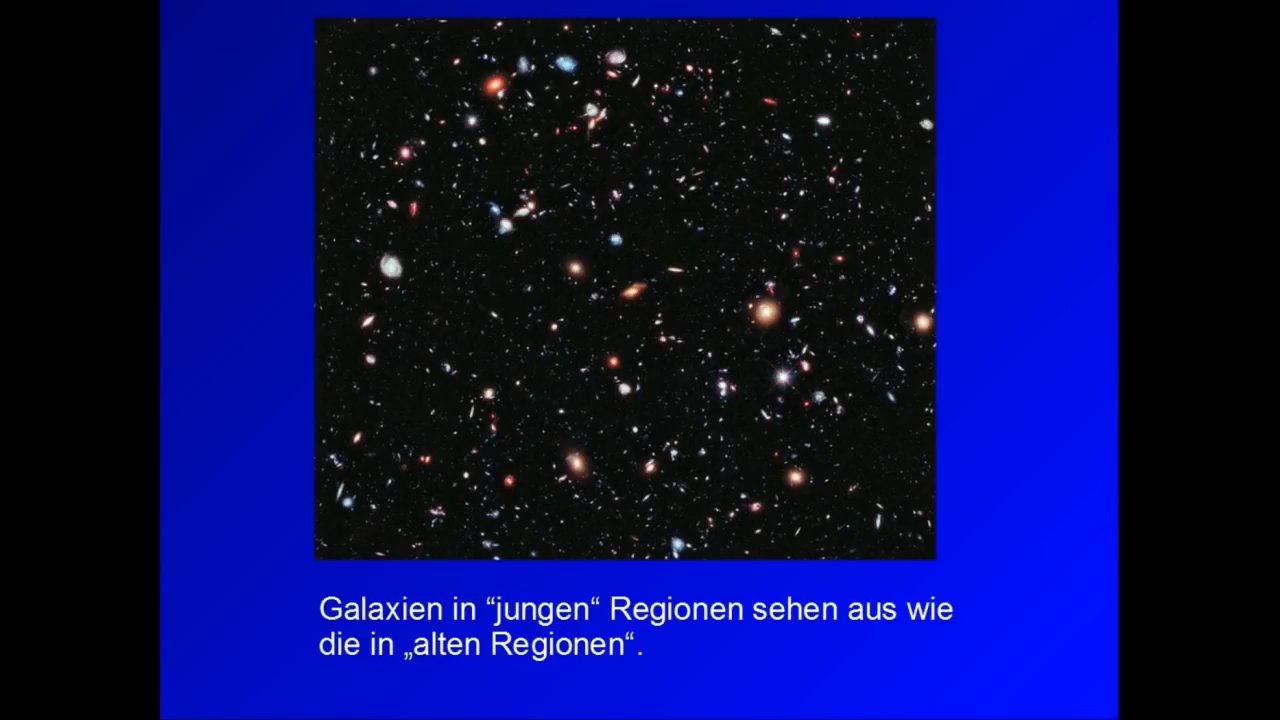 Galaxien in “jungen“ Regionen sehen aus wie
die in „alten Regionen“.